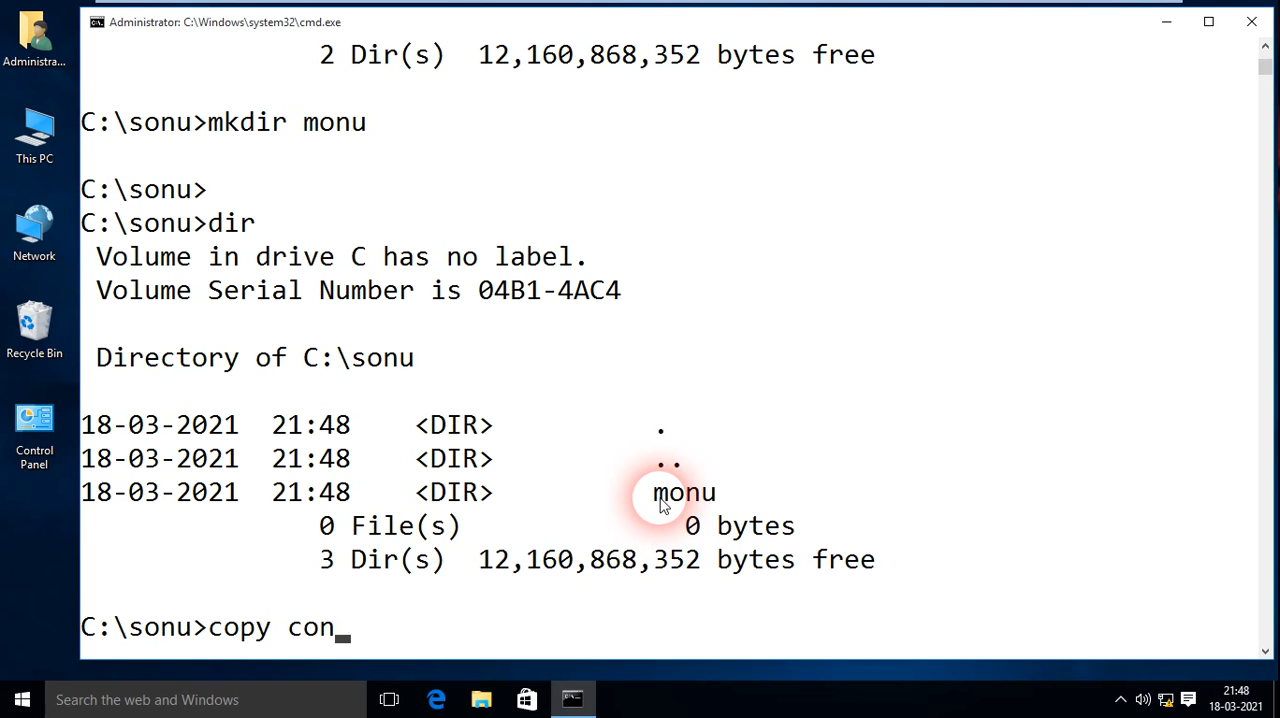 Administrator: C:\Windows\system32\cmd.exe
2 Dir(s)  12,160,868,352 bytes free
C:\sonu>mkdir monu
C:\sonu>
C:\sonu>dir
Volume in drive C has no label.
Volume Serial Number is 04B1-4AC4
Directory of C:\sonu
18-03-2021  21:48    <DIR>          .
18-03-2021  21:48    <DIR>          ..
18-03-2021  21:48    <DIR>          monu
0 File(s)              0 bytes
3 Dir(s)  12,160,868,352 bytes free
C:\sonu>copy con_
Administra...
This PC
Network
Recycle Bin
Control
Panel
Search the web and Windows
21:48
18-03-2021